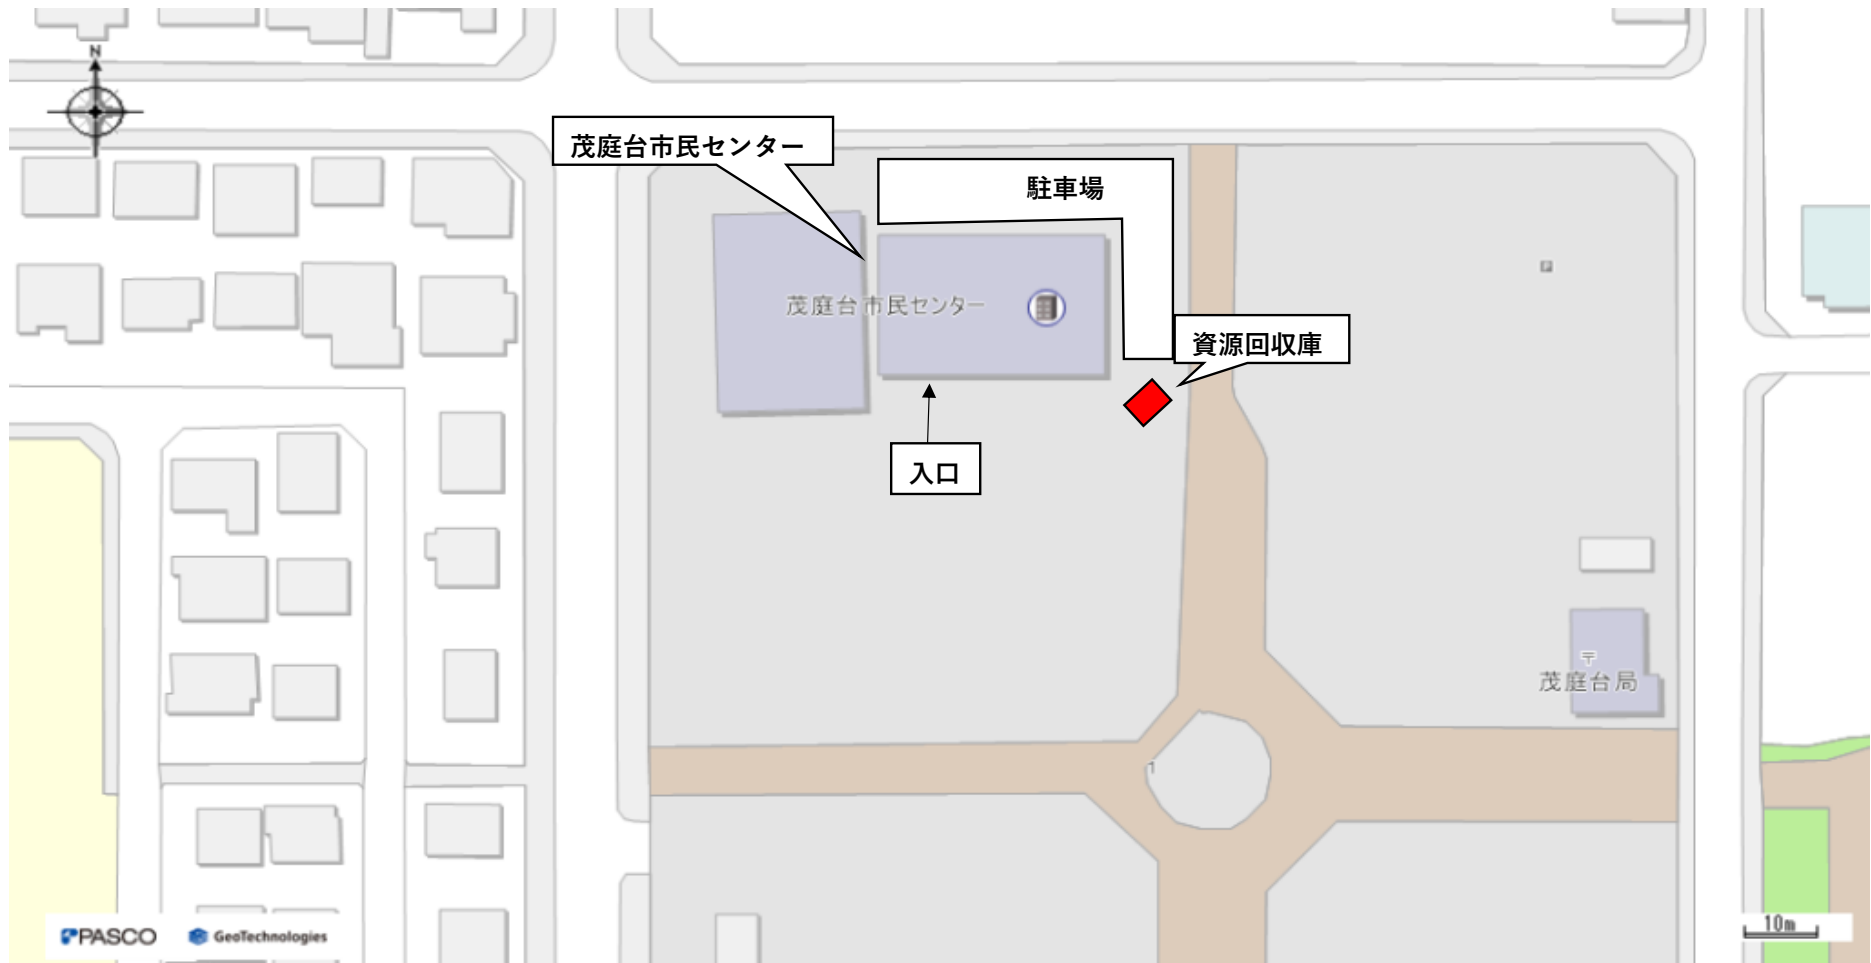 N
茂庭台市民センター
駐車場
茂庭台市民センター
資源回収庫
入口
〒
茂庭台局
PASCO
GeoTechnologies
10m